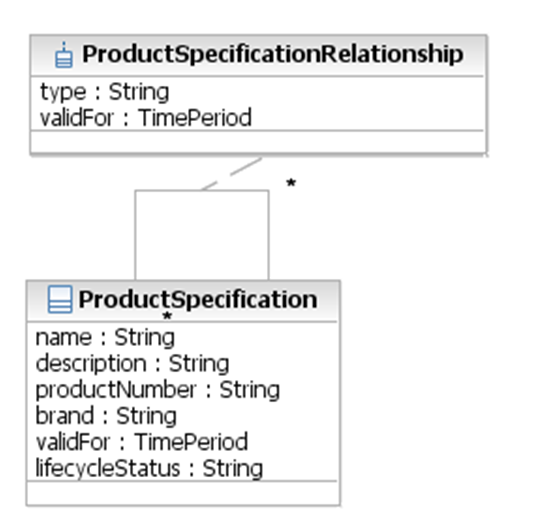 ProductSpecificationRelationship
type : String
validFor : TimePeriod
*
ProductSpecification
*
name : String
description : String
productNumber : String
brand : String
validFor : TimePeriod
lifecycleStatus : String